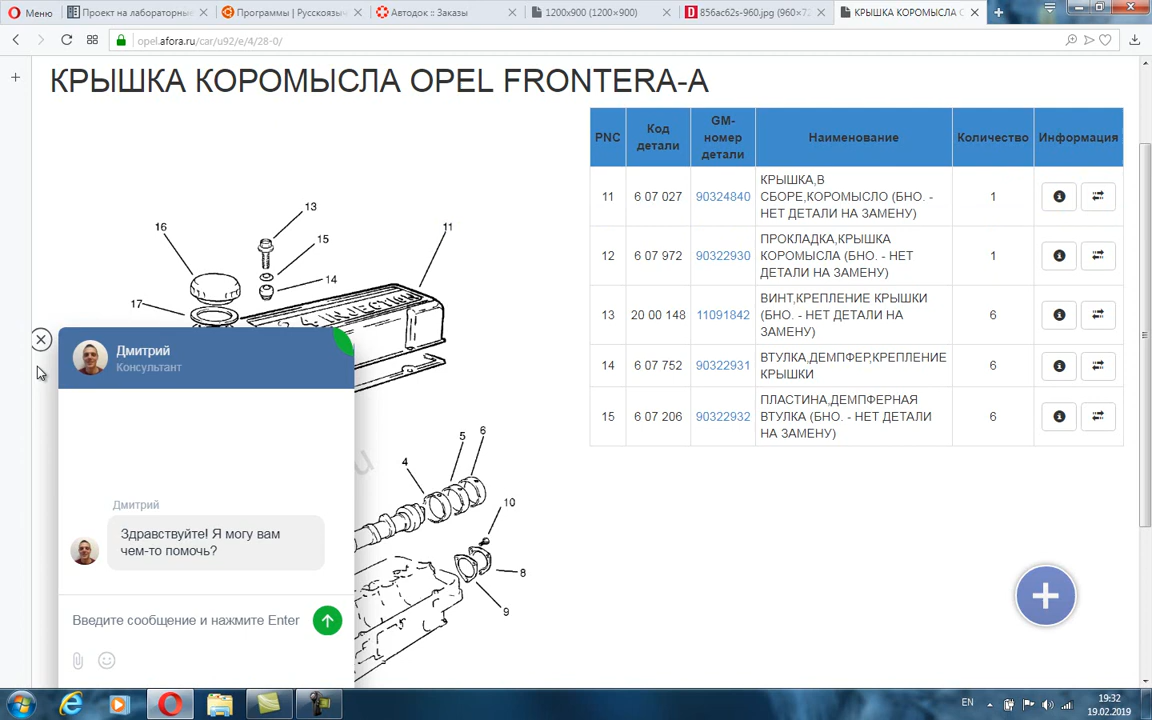 Меню
Проект на лабораторные
Программы | Русскоязы
Автодок :: Заказы
1200x900 (1200×900)
856ac62s-960.jpg (960×72
КРЫШКА КОРОМЫСЛА O
opel.afora.ru/car/u92/e/4/28-0/
КРЫШКА КОРОМЫСЛА OPEL FRONTERA-A
PNC
Код детали
GM-номер детали
Наименование
Количество
Информация
11
6 07 027
90324840
КРЫШКА,В
СБОРЕ,КОРОМЫСЛО (БНО. -
НЕТ ДЕТАЛИ НА ЗАМЕНУ)
1
12
6 07 972
90322930
ПРОКЛАДКА,КРЫШКА
КОРОМЫСЛА (БНО. - НЕТ
ДЕТАЛИ НА ЗАМЕНУ)
1
13
20 00 148
11091842
ВИНТ,КРЕПЛЕНИЕ КРЫШКИ
(БНО. - НЕТ ДЕТАЛИ НА
ЗАМЕНУ)
6
14
6 07 752
90322931
ВТУЛКА,ДЕМПФЕР,КРЕПЛЕНИЕ
КРЫШКИ
6
15
6 07 206
90322932
ПЛАСТИНА,ДЕМПФЕРНАЯ
ВТУЛКА (БНО. - НЕТ ДЕТАЛИ
НА ЗАМЕНУ)
6
13
16
15
11
14
17
2.4 INJECTION
6
5
4
10
8
9
u
Дмитрий
Консультант
Дмитрий
Здравствуйте! Я могу вам
чем-то помочь?
Введите сообщение и нажмите Enter
EN
19:32
19.02.2019